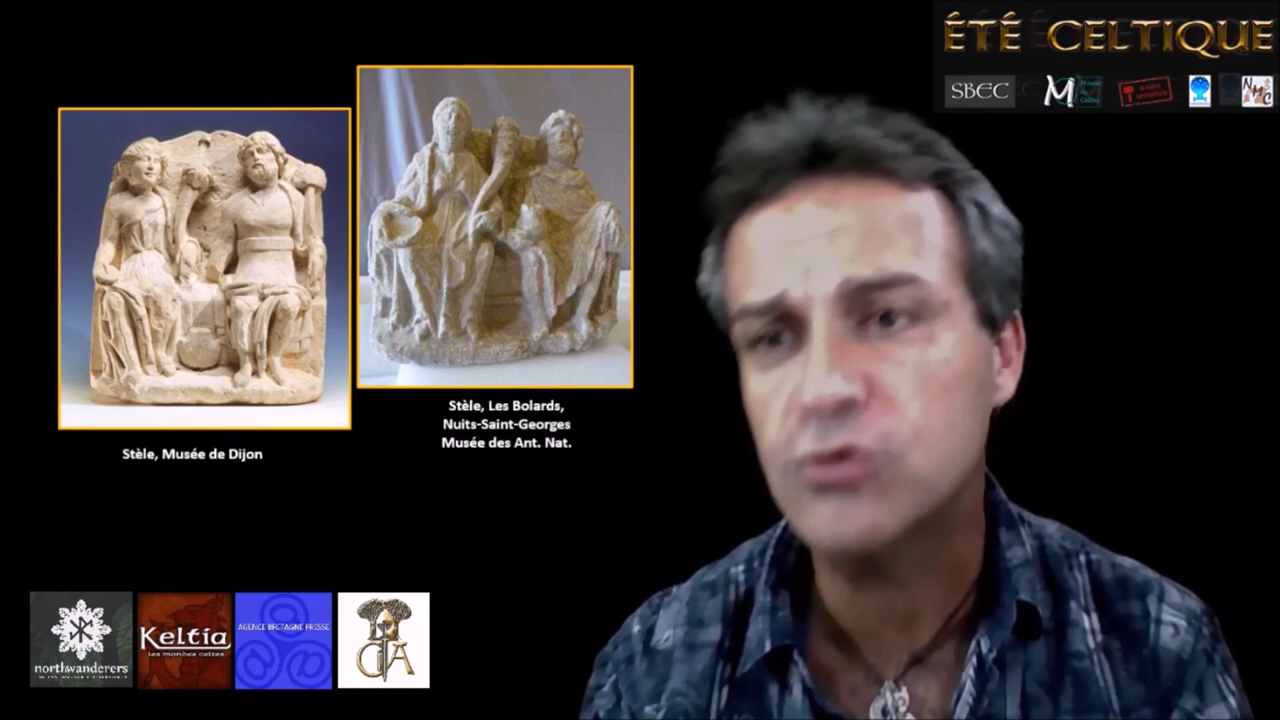 ÉTÉ CELTIQUE
SBEC
M
NMC
Stèle, Musée de Dijon
Stèle, Les Bolards,
Nuits-Saint-Georges
Musée des Ant. Nat.
northwanderers
Keltia
les mondes celtes
AGENCE BRETAGNE PRESSE